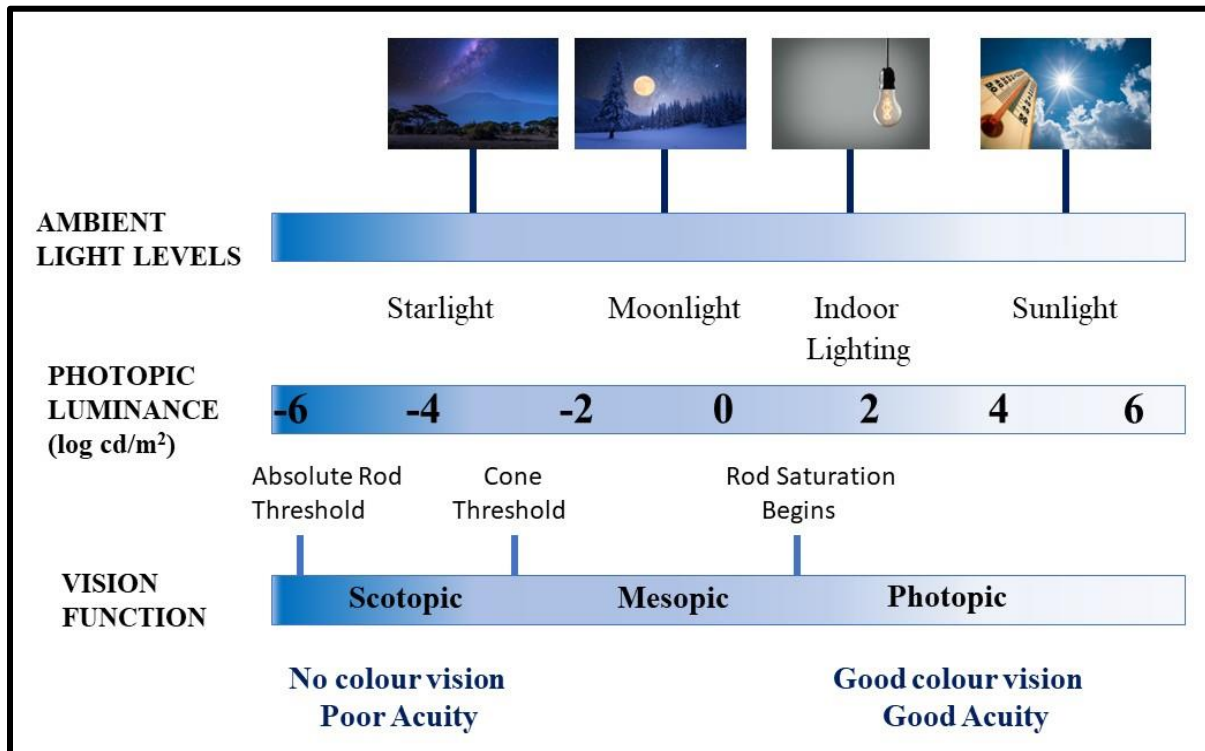 AMBIENT
LIGHT LEVELS
Starlight
Moonlight
Indoor
Lighting
Sunlight
PHOTOPIC
LUMINANCE
(log cd/m²)
-6 -4 -2 0 2 4 6
Absolute Rod
Threshold
Cone
Threshold
Rod Saturation
Begins
VISION
FUNCTION
Scotopic Mesopic Photopic
No colour vision
Poor Acuity
Good colour vision
Good Acuity